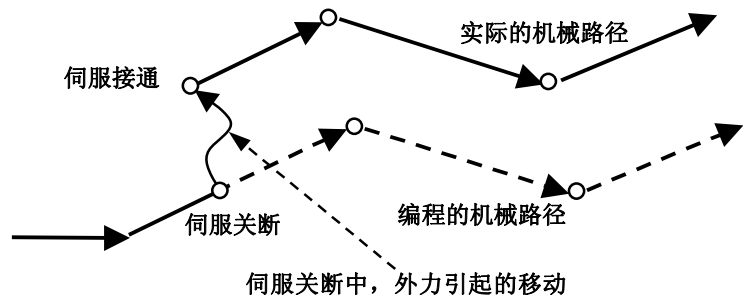 实际的机械路径
伺服接通
编程的机械路径
伺服关断
伺服关断中，外力引起的移动